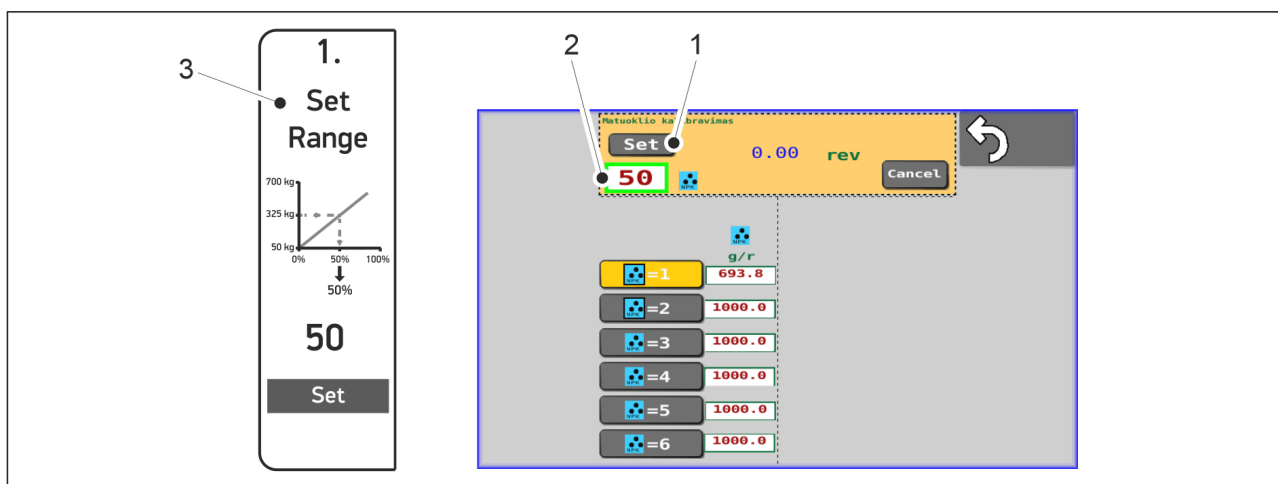 3
1.
Set
Range
700 kg
325 kg
50 kg
0% 50% 100%
50%
50
Set
2 1
Matuoklio kalibravimas
Set
0.00 rev
50
NPK
Cancel
NPK
g/r
NPK =1 693.8
NPK =2 1000.0
NPK =3 1000.0
NPK =4 1000.0
NPK =5 1000.0
NPK =6 1000.0